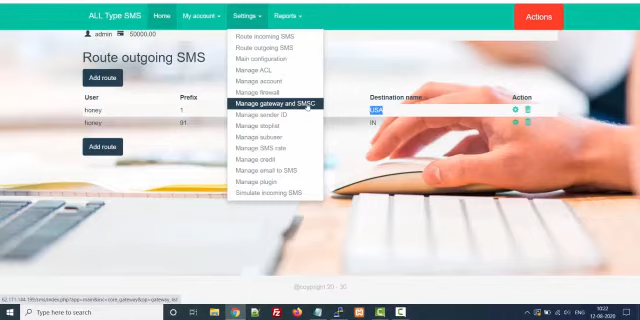 ALL Type SMS Home My account Settings Reports Actions
admin 50000.00
Route outgoing SMS
Add route
User Prefix Destination name Action
honey 1 USA
honey 91 IN
Add route
Route incoming SMS
Route outgoing SMS
Main configuration
Manage ACL
Manage account
Manage firewall
Manage gateway and SMSC
Manage sender ID
Manage stoplist
Manage subuser
Manage SMS rate
Manage credit
Manage email to SMS
Manage plugin
Simulate incoming SMS
@copyright 20 - 30
Type here to search
ENG
10:22
12-08-2020